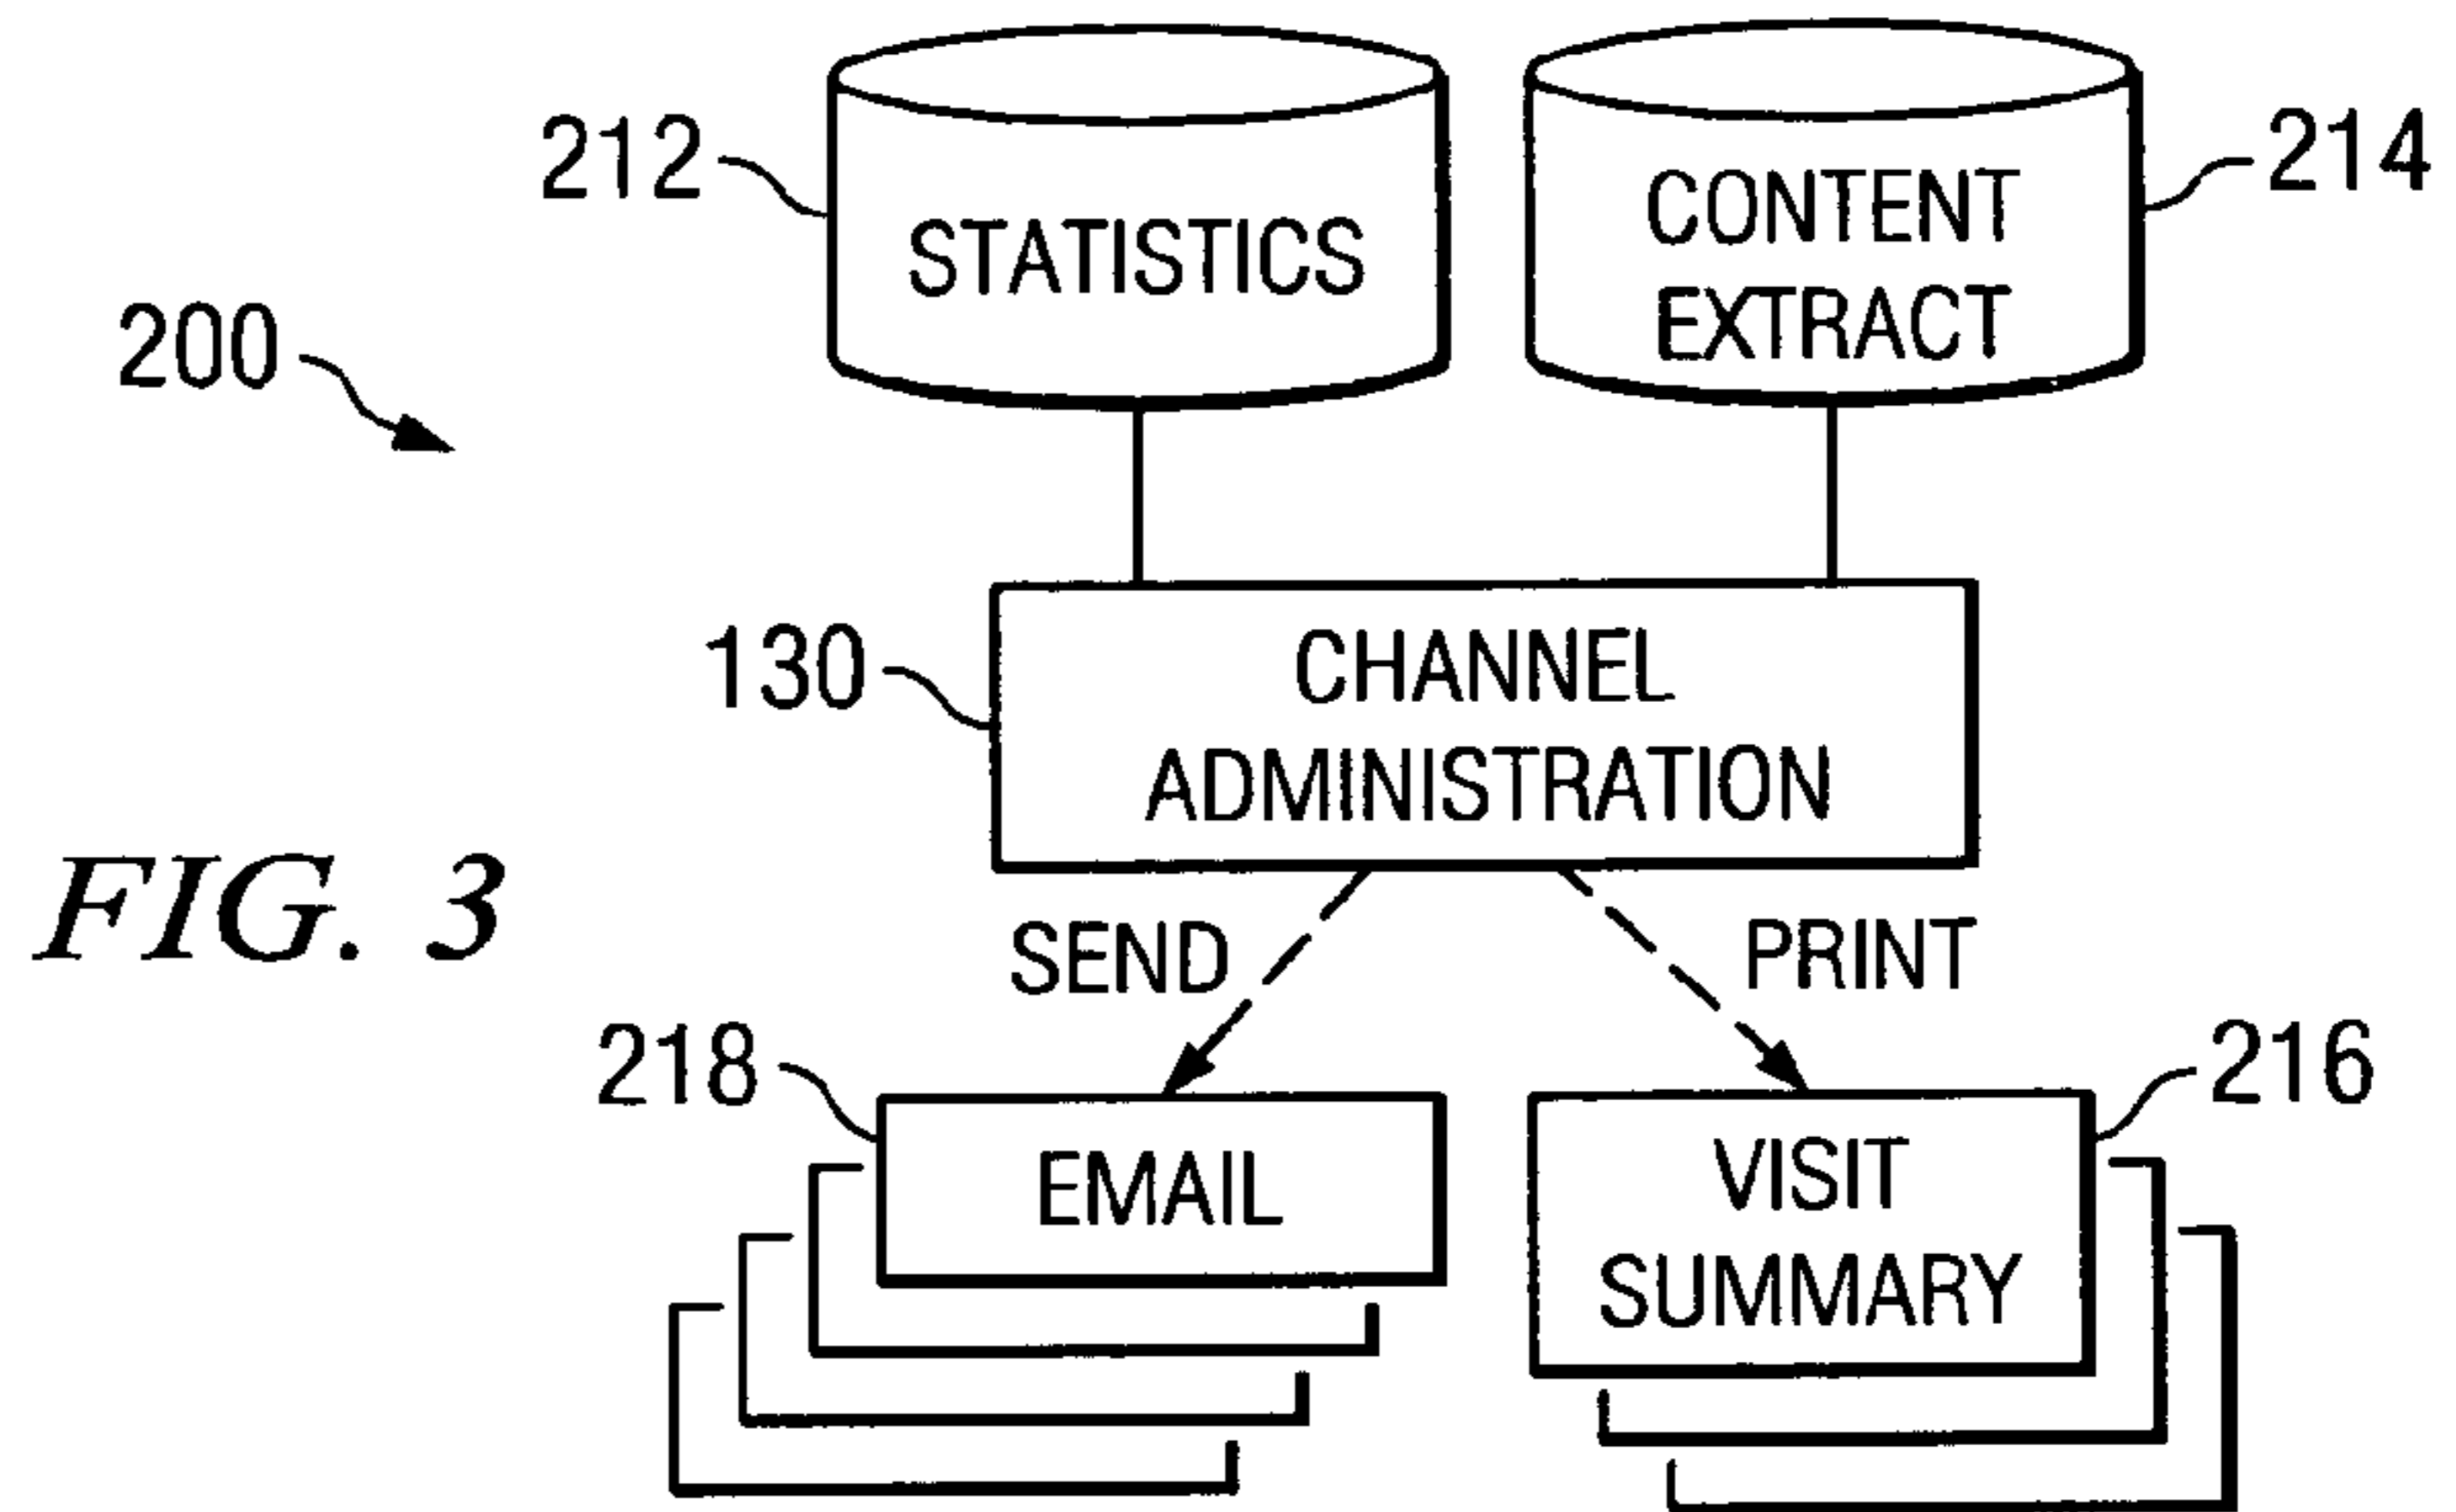 212
STATISTICS
CONTENT
EXTRACT
214
200
130
CHANNEL
ADMINISTRATION
FIG. 3
SEND
PRINT
218
EMAIL
VISIT
SUMMARY
216